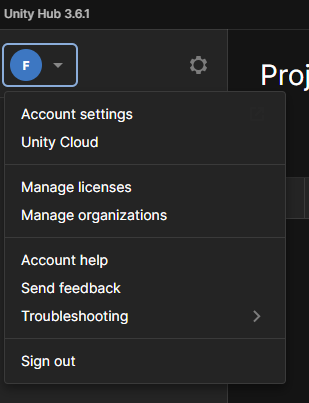 Unity Hub 3.6.1
F
Proj
Account settings
Unity Cloud
Manage licenses
Manage organizations
Account help
Send feedback
Troubleshooting
Sign out